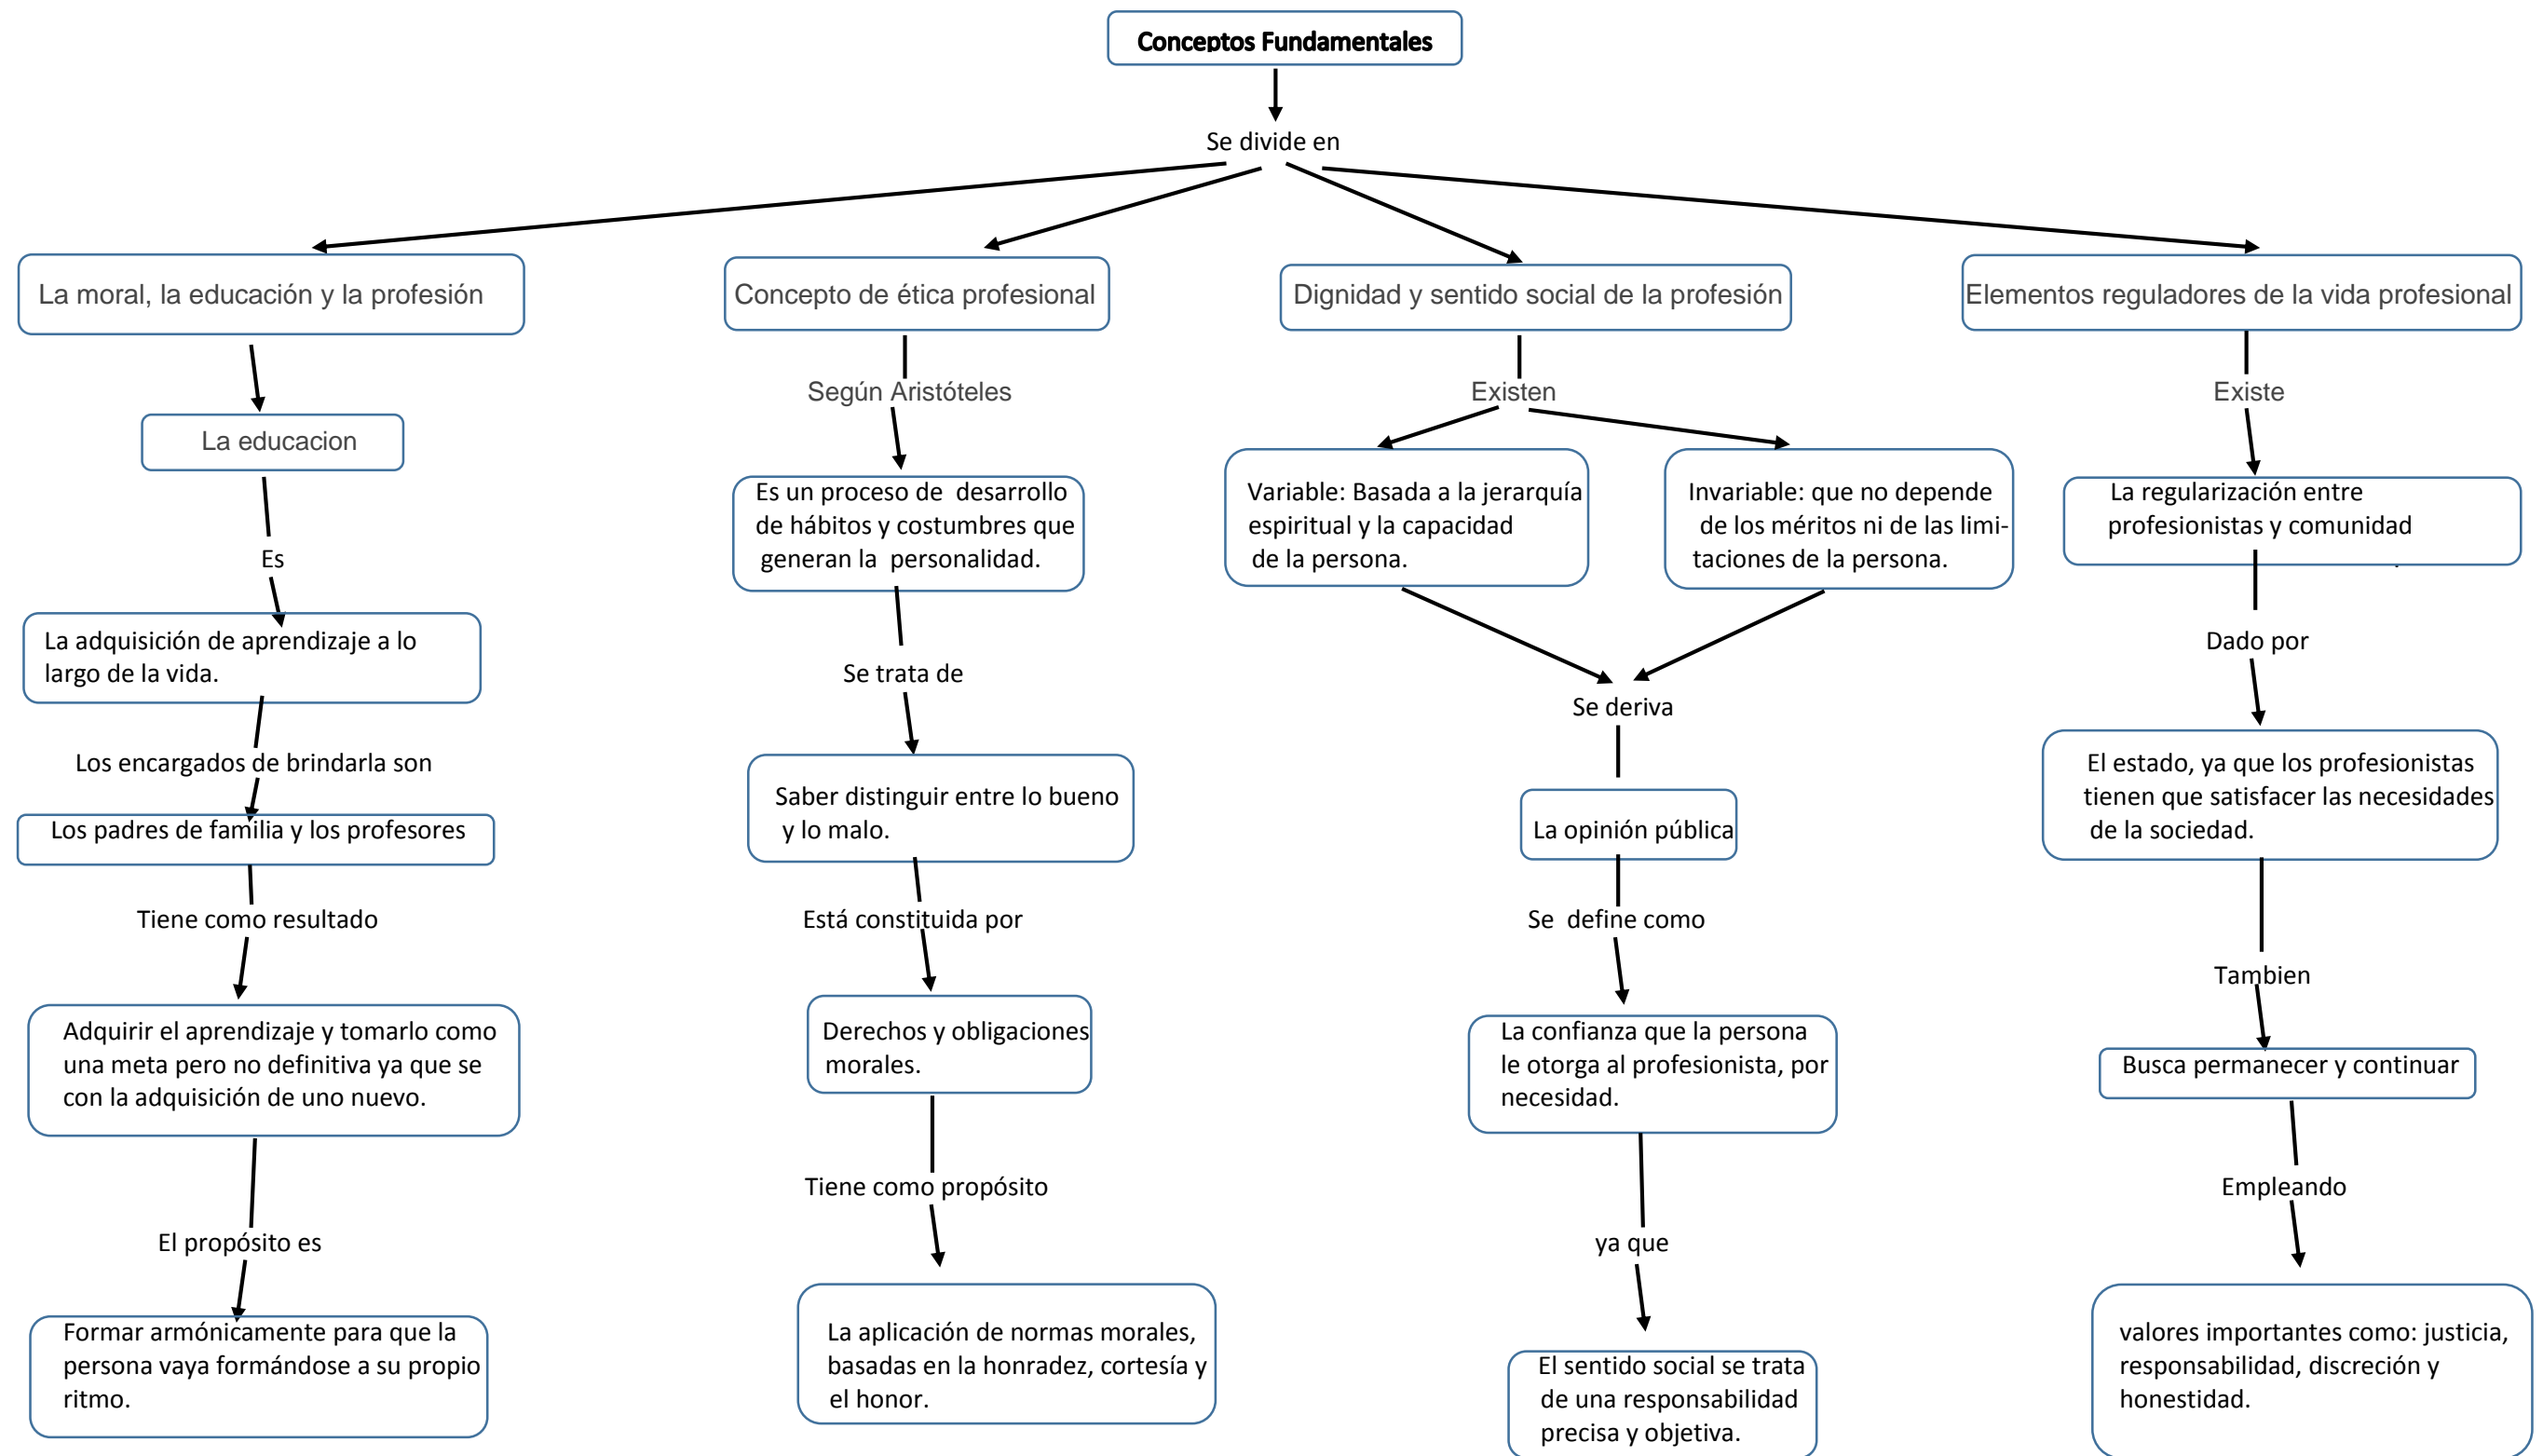 Conceptos Fundamentales
Se divide en
La moral, la educación y la profesión
La educacion
Es
La adquisición de aprendizaje a lo
largo de la vida.
Los encargados de brindarla son
Los padres de familia y los profesores
Tiene como resultado
Adquirir el aprendizaje y tomarlo como
una meta pero no definitiva ya que se
con la adquisición de uno nuevo.
El propósito es
Formar armónicamente para que la
persona vaya formándose a su propio
ritmo.
Concepto de ética profesional
Según Aristóteles
Es un proceso de desarrollo
de hábitos y costumbres que
generan la personalidad.
Se trata de
Saber distinguir entre lo bueno
y lo malo.
Está constituida por
Derechos y obligaciones
morales.
Tiene como propósito
La aplicación de normas morales,
basadas en la honradez, cortesía y
el honor.
Dignidad y sentido social de la profesión
Existen
Variable: Basada a la jerarquía
espiritual y la capacidad
de la persona.
Invariable: que no depende
de los méritos ni de las limi-
taciones de la persona.
Se deriva
La opinión pública
Se define como
La confianza que la persona
le otorga al profesionista, por
necesidad.
ya que
El sentido social se trata
de una responsabilidad
precisa y objetiva.
Elementos reguladores de la vida profesional
Existe
La regularización entre
profesionistas y comunidad
Dado por
El estado, ya que los profesionistas
tienen que satisfacer las necesidades
de la sociedad.
Tambien
Busca permanecer y continuar
Empleando
valores importantes como: justicia,
responsabilidad, discreción y
honestidad.